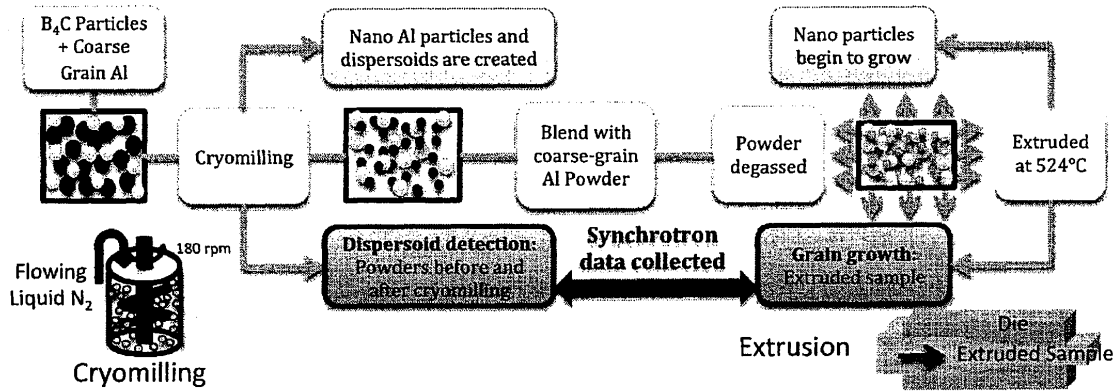 B₄C Particles
+ Coarse
Grain Al
Nano Al particles and
dispersoids are created
Nano particles
begin to grow
Cryomilling
Blend with
coarse-grain
Al Powder
Powder
degassed
Extruded
at 524°C
180 rpm
Flowing
Liquid N₂
Cryomilling
Dispersoid detection:
Powders before and
after cryomilling
Synchrotron
data collected
Grain growth:
Extruded sample
Extrusion
Die
Extruded Sample